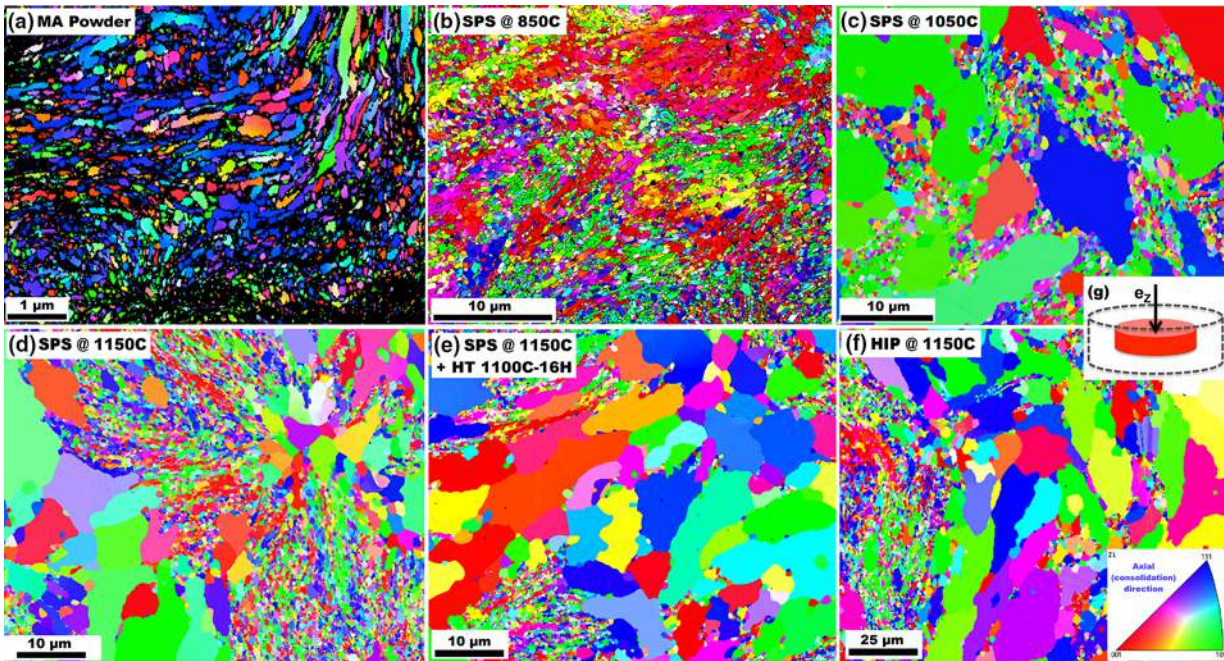 (a) MA Powder
1 µm
(b) SPS @ 850C
10 µm
(c) SPS @ 1050C
10 µm
(g)
eZ
(d) SPS @ 1150C
10 µm
(e) SPS @ 1150C
+ HT 1100C-16H
10 µm
(f) HIP @ 1150C
25 µm
Z1
111
Axial
(consolidation)
direction
001